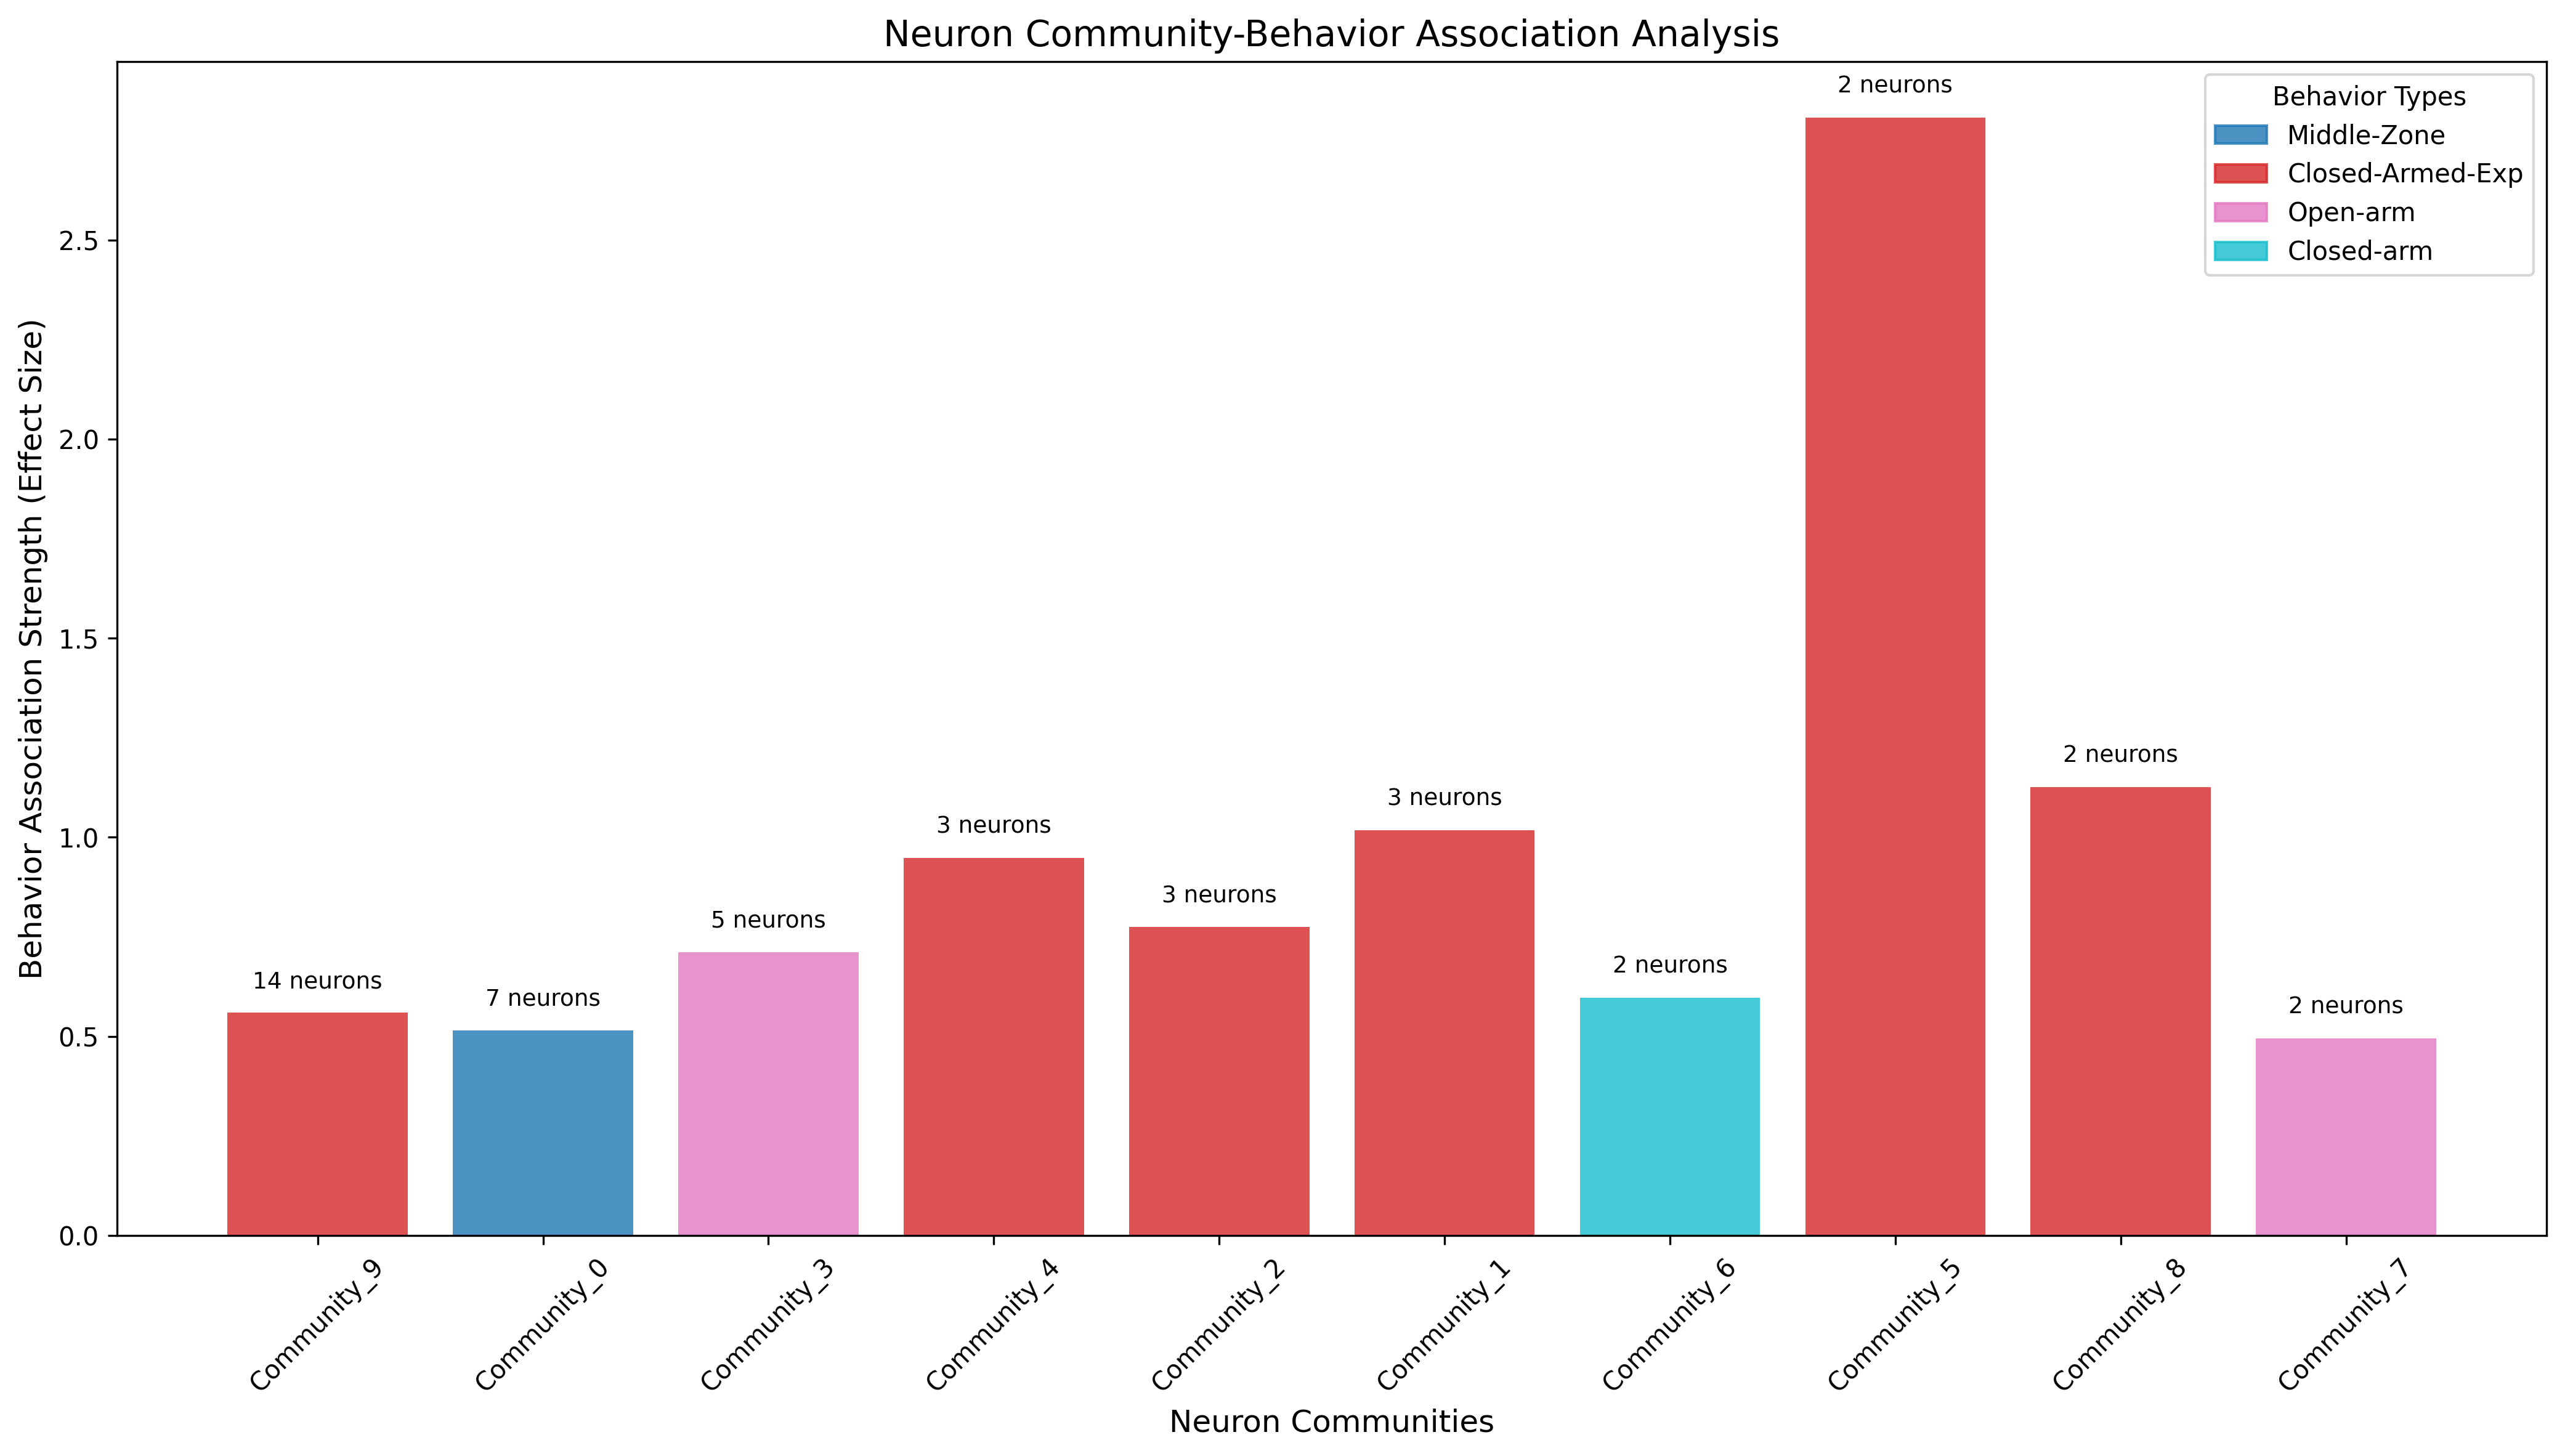 Neuron Community-Behavior Association Analysis
Behavior Association Strength (Effect Size)
2.5
2.0
1.5
1.0
0.5
0.0
14 neurons
7 neurons
5 neurons
3 neurons
3 neurons
3 neurons
2 neurons
2 neurons
2 neurons
2 neurons
Behavior Types
Middle-Zone
Closed-Armed-Exp
Open-arm
Closed-arm
Community_9
Community_0
Community_3
Community_4
Community_2
Community_1
Community_6
Community_5
Community_8
Community_7
Neuron Communities